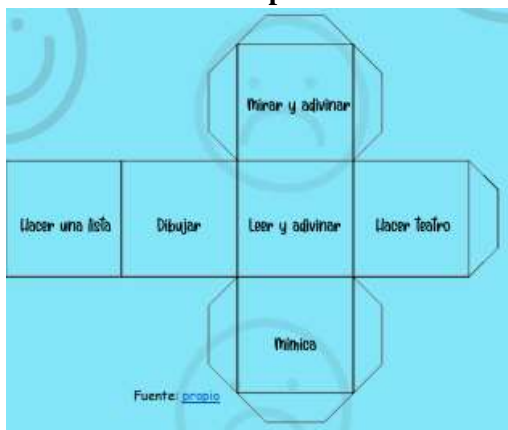 Mirar y adivinar
Hacer una lista
Dibujar
Leer y adivinar
Hacer teatro
Mímica
Fuente: propio